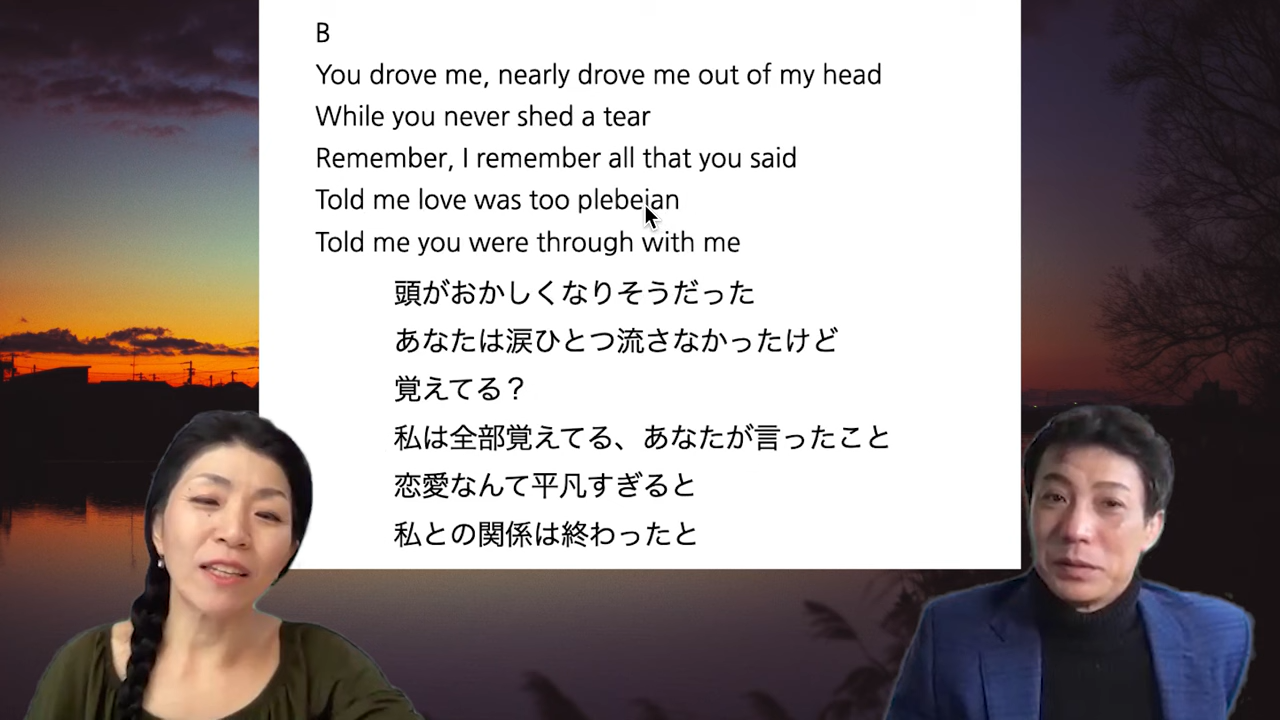 B
You drove me, nearly drove me out of my head
While you never shed a tear
Remember, I remember all that you said
Told me love was too plebeian
Told me you were through with me
頭がおかしくなりそうだった
あなたは涙ひとつ流さなかったけど
覚えてる？
私は全部覚えてる、あなたが言ったこと
恋愛なんて平凡すぎると
私との関係は終わったと